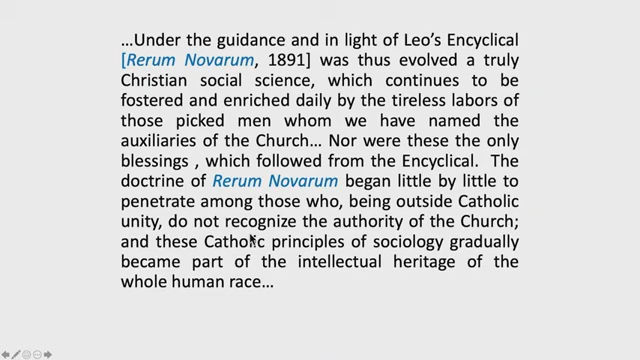 …Under the guidance and in light of Leo’s Encyclical
[Rerum Novarum, 1891] was thus evolved a truly
Christian social science, which continues to be
fostered and enriched daily by the tireless labors of
those picked men whom we have named the
auxiliaries of the Church… Nor were these the only
blessings , which followed from the Encyclical. The
doctrine of Rerum Novarum began little by little to
penetrate among those who, being outside Catholic
unity, do not recognize the authority of the Church;
and these Catholic principles of sociology gradually
became part of the intellectual heritage of the
whole human race…